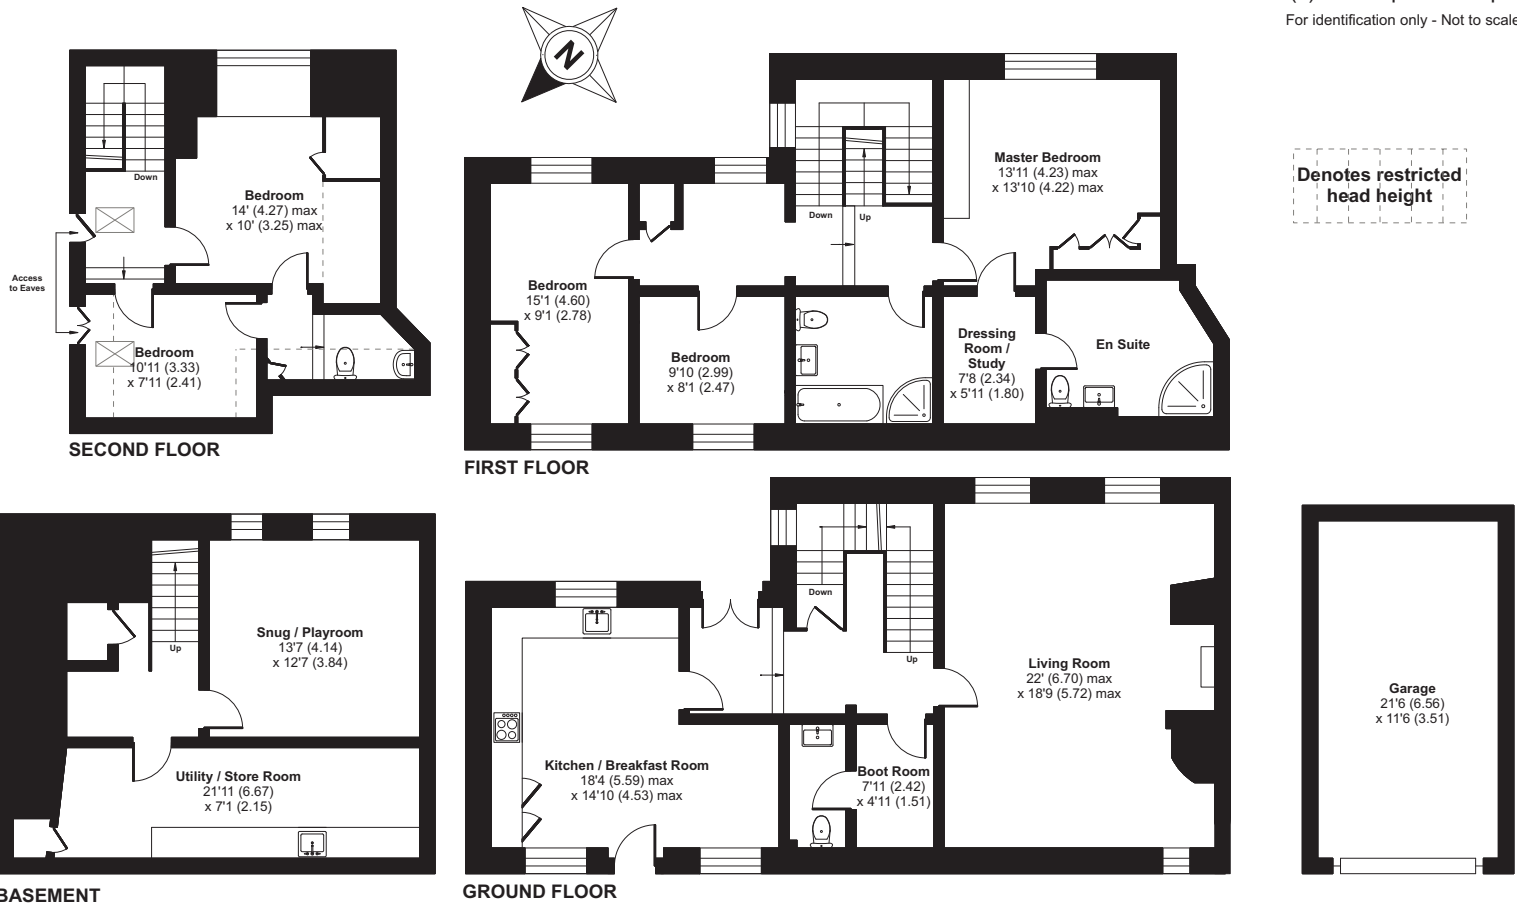 For identification only - Not to scale
N
Denotes restricted
head height
Down
Bedroom
14' (4.27) max
x 10' (3.25) max
Access
to Eaves
Bedroom
10'11 (3.33)
x 7'11 (2.41)
SECOND FLOOR
Master Bedroom
13'11 (4.23) max
x 13'10 (4.22) max
Down
Up
Bedroom
15'1 (4.60)
x 9'1 (2.78)
Bedroom
9'10 (2.99)
x 8'1 (2.47)
Dressing
Room /
Study
7'8 (2.34)
x 5'11 (1.80)
En Suite
FIRST FLOOR
Up
Snug / Playroom
13'7 (4.14)
x 12'7 (3.84)
Utility / Store Room
21'11 (6.67)
x 7'1 (2.15)
BASEMENT
Down
Up
Living Room
22' (6.70) max
x 18'9 (5.72) max
Kitchen / Breakfast Room
18'4 (5.59) max
x 14'10 (4.53) max
Boot Room
7'11 (2.42)
x 4'11 (1.51)
GROUND FLOOR
Garage
21'6 (6.56)
x 11'6 (3.51)